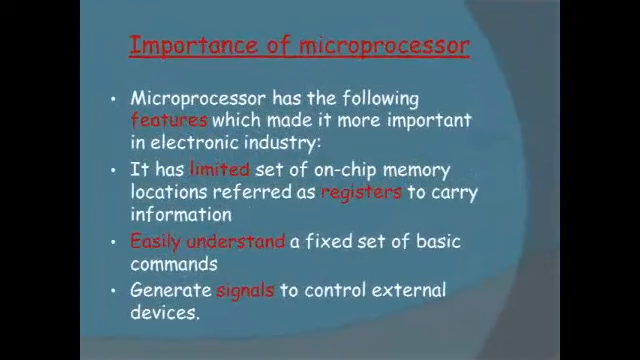 Importance of microprocessor
• Microprocessor has the following
features which made it more important
in electronic industry:
• It has limited set of on-chip memory
locations referred as registers to carry
information
• Easily understand a fixed set of basic
commands
• Generate signals to control external
devices.